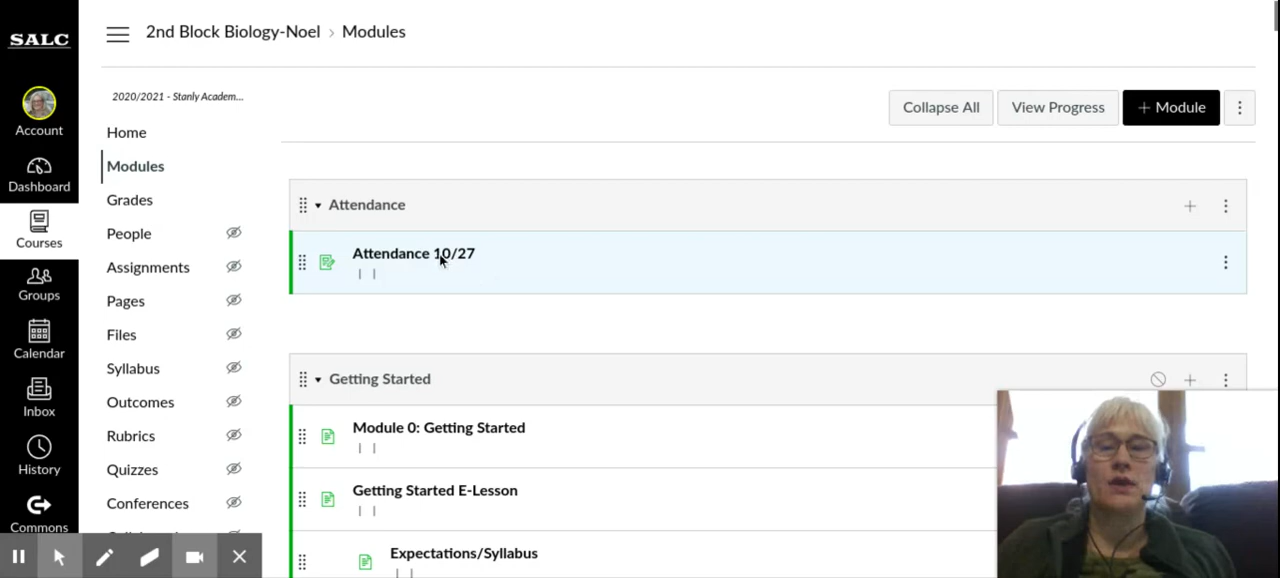 SALC
Account
Dashboard
Courses
Groups
Calendar
Inbox
History
Commons
2nd Block Biology-Noel › Modules
2020/2021 - Stanly Academ...
Home
Modules
Grades
People
Assignments
Pages
Files
Syllabus
Outcomes
Rubrics
Quizzes
Conferences
Collapse All
View Progress
+ Module
Attendance
Attendance 10/27
Getting Started
Module 0: Getting Started
Getting Started E-Lesson
Expectations/Syllabus